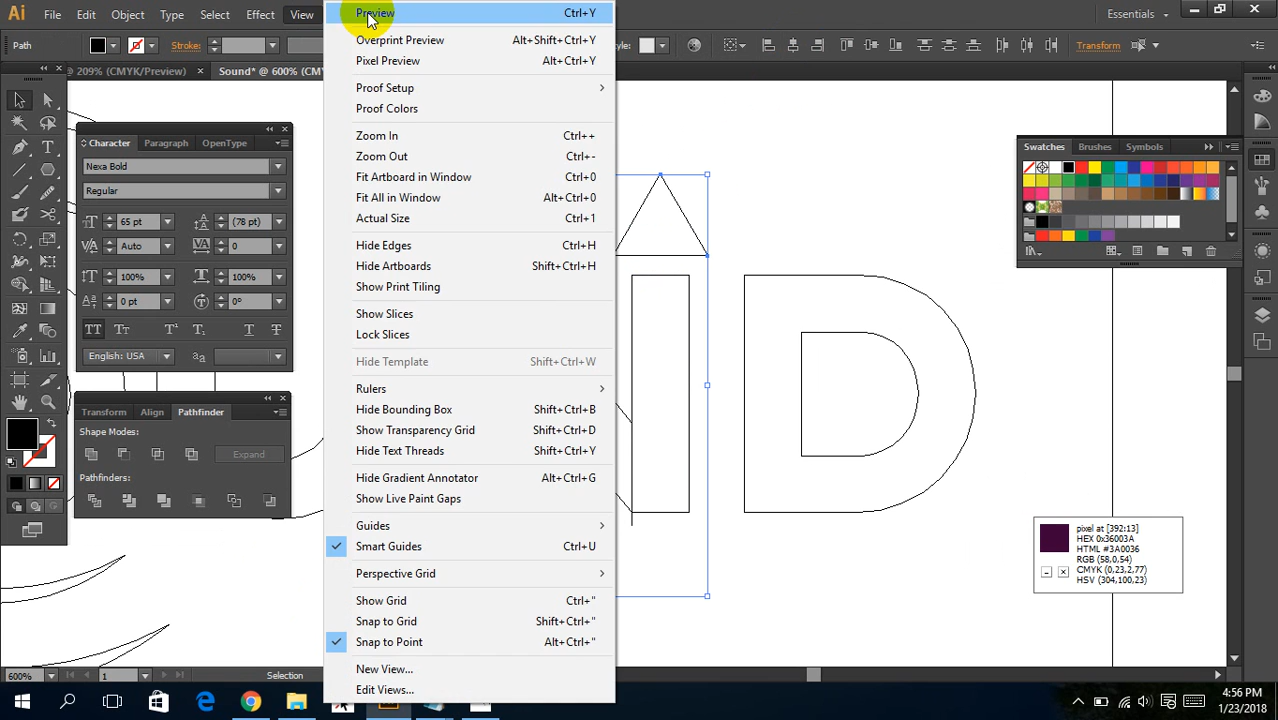 Ai File Edit Object Type Select Effect View
Essentials
Path Stroke: Style: Transform
@ 209% (CMYK/Preview) × Sound* @ 600% (CM
Character Paragraph OpenType
Nexa Bold
Regular
65 pt (78 pt)
Auto 0
100% 100%
0 pt 0°
English: USA
Transform Align Pathfinder
Shape Modes:
Expand
Pathfinders:
Preview Ctrl+Y
Overprint Preview Alt+Shift+Ctrl+Y
Pixel Preview Alt+Ctrl+Y
Proof Setup
Proof Colors
Zoom In Ctrl++
Zoom Out Ctrl+-
Fit Artboard in Window Ctrl+0
Fit All in Window Alt+Ctrl+0
Actual Size Ctrl+1
Hide Edges Ctrl+H
Hide Artboards Shift+Ctrl+H
Show Print Tiling
Show Slices
Lock Slices
Hide Template Shift+Ctrl+W
Rulers
Hide Bounding Box Shift+Ctrl+B
Show Transparency Grid Shift+Ctrl+D
Hide Text Threads Shift+Ctrl+Y
Hide Gradient Annotator Alt+Ctrl+G
Show Live Paint Gaps
Guides
Smart Guides Ctrl+U
Perspective Grid
Show Grid Ctrl+"
Snap to Grid Shift+Ctrl+"
Snap to Point Alt+Ctrl+"
New View...
Edit Views...
D
Swatches Brushes Symbols
pixel at [392:13]
HEX 0x36003A
HTML #3A0036
RGB (58,0,54)
CMYK (0,23,2,77)
HSV (304,100,23)
600% 1 Selection
4:56 PM
1/23/2018